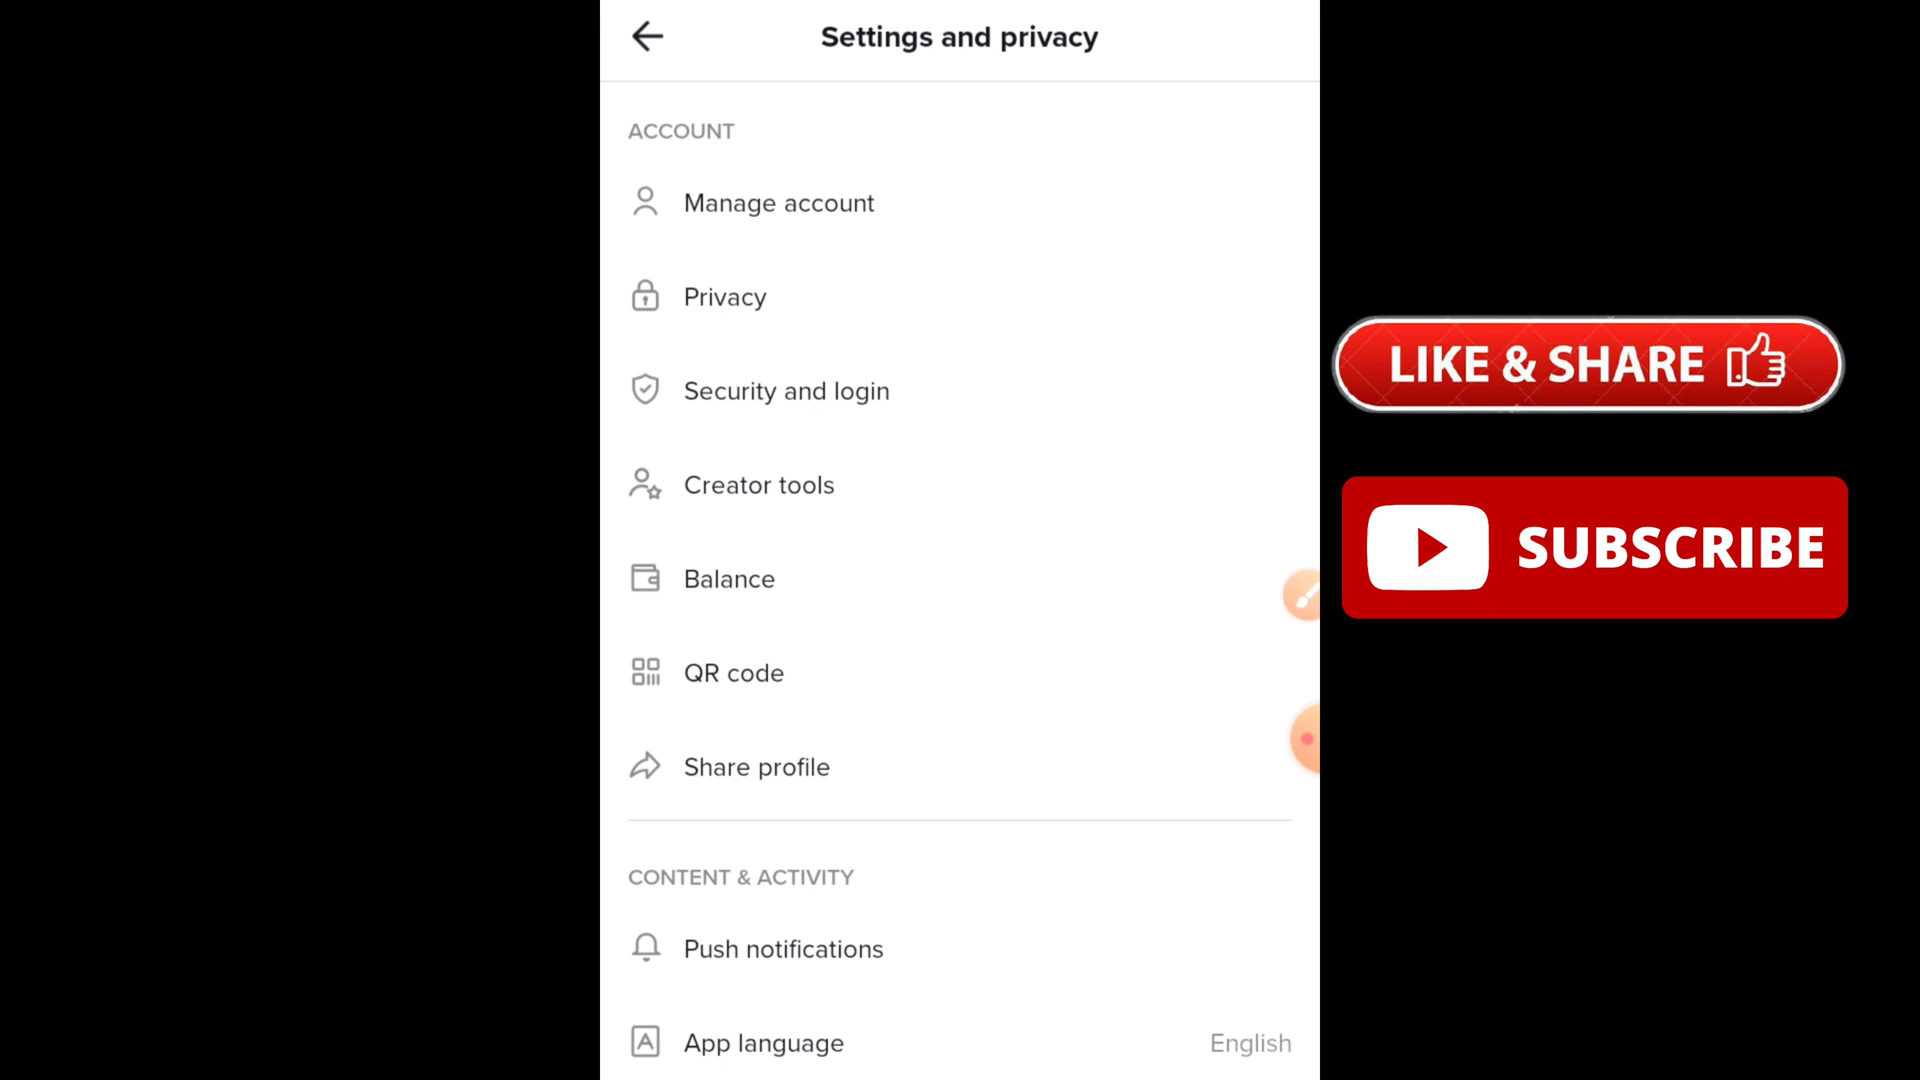 Settings and privacy
ACCOUNT
Manage account
Privacy
Security and login
Creator tools
Balance
QR code
Share profile
CONTENT & ACTIVITY
Push notifications
App language English
LIKE & SHARE
SUBSCRIBE